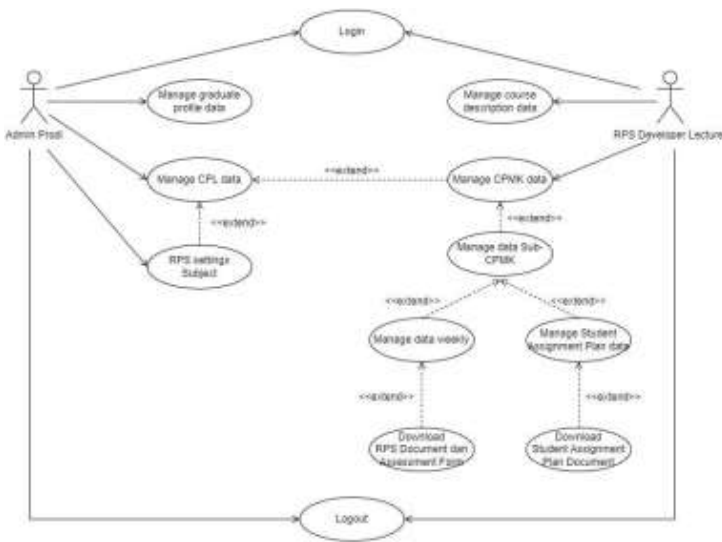 Login
Manage graduate
profile data
Manage course
description data
Admin Prodi
RPS Developer Lecture
<<extend>>
Manage CPL data
Manage CPMK data
<<extend>>
<<extend>>
RPS settings
Subject
Manage data Sub-
CPMK
<<extend>>
<<extend>>
Manage data weekly
Manage Student
Assignment Plan data
<<extend>>
<<extend>>
Download
RPS Document dan
Assessment Form
Download
Student Assignment
Plan Document
Logout